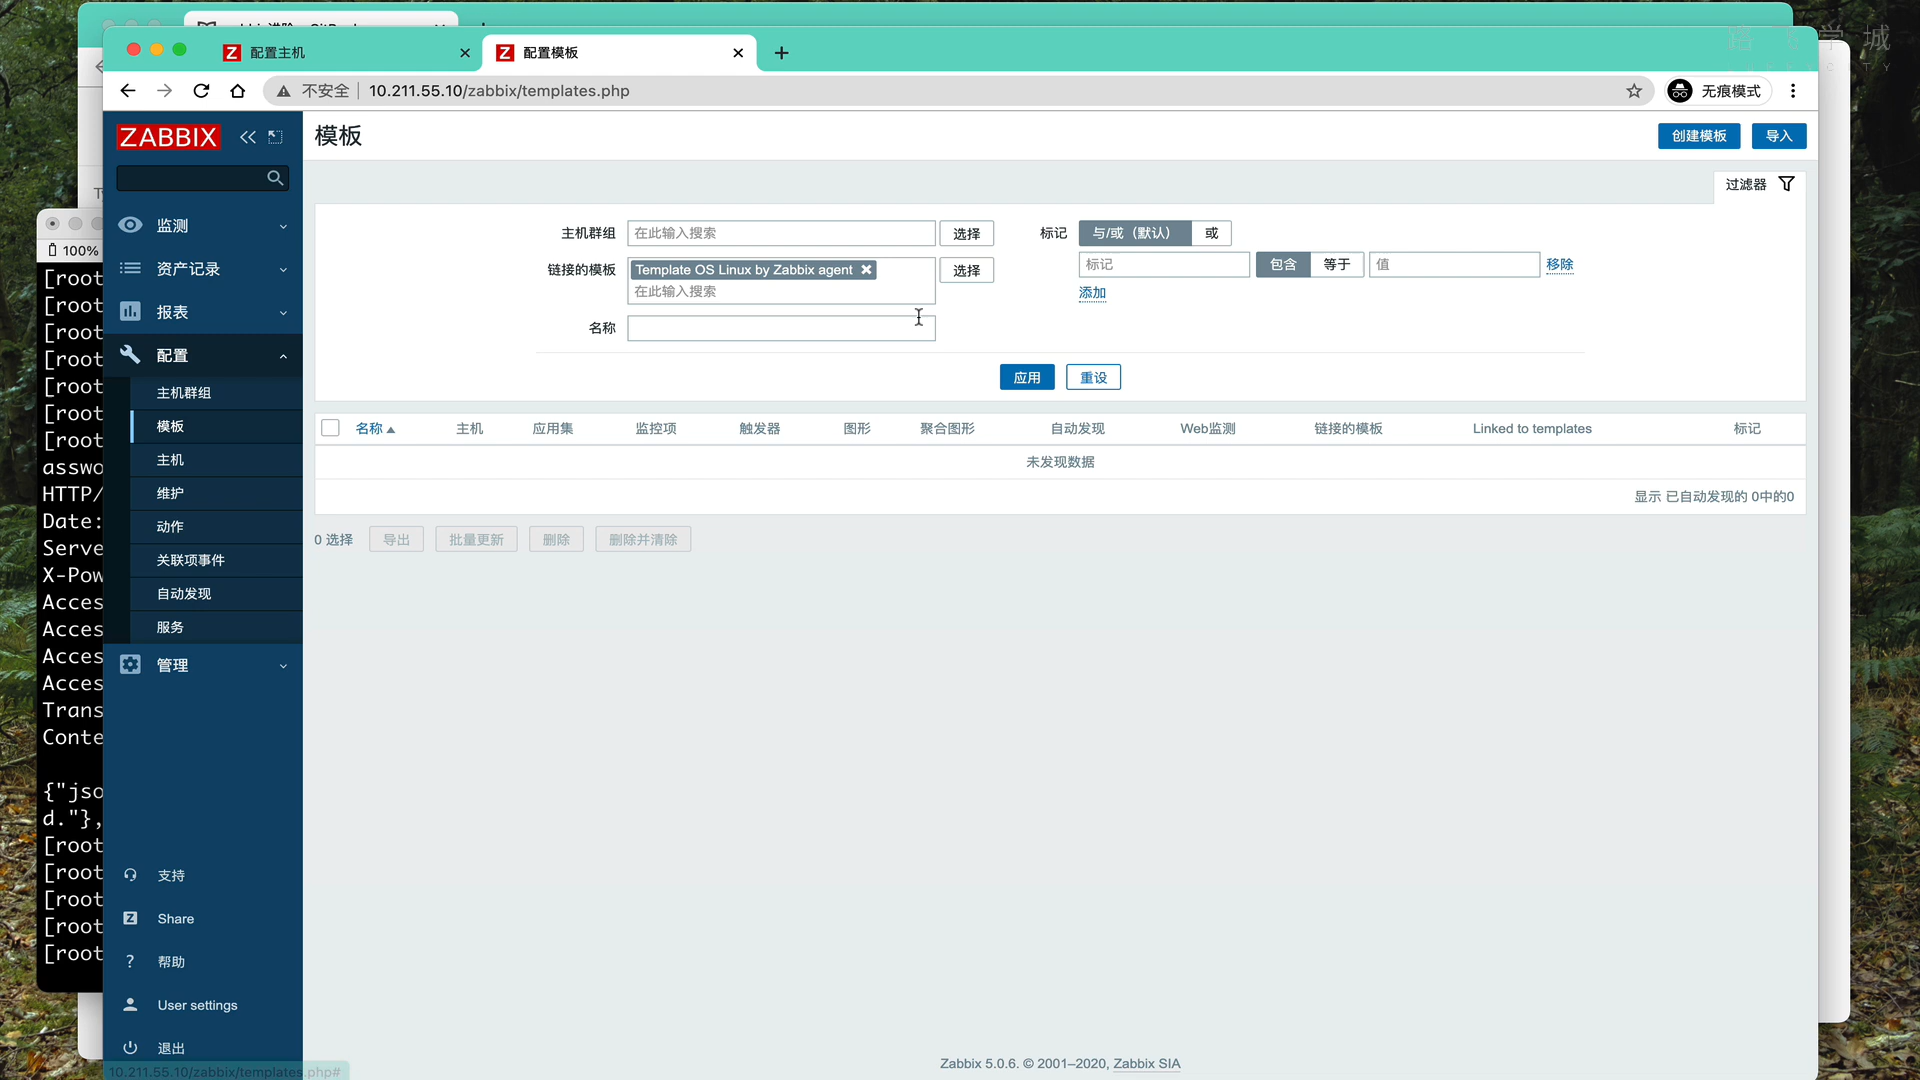 配置主机
配置模板
不安全
10.211.55.10/zabbix/templates.php
无痕模式
ZABBIX
模板
创建模板
导入
过滤器
监测
资产记录
报表
配置
主机群组
模板
主机
维护
动作
关联项事件
自动发现
服务
管理
支持
Share
帮助
User settings
退出
10.211.55.10/zabbix/templates.php#
主机群组 在此输入搜索 选择
标记 与/或（默认） 或
链接的模板 Template OS Linux by Zabbix agent 选择
在此输入搜索
标记 包含 等于 值 移除
添加
名称
应用 重设
名称 主机 应用集 监控项 触发器 图形 聚合图形 自动发现 Web监测 链接的模板 Linked to templates 标记
未发现数据
显示 已自动发现的 0中的0
0 选择 导出 批量更新 删除 删除并清除
Zabbix 5.0.6. © 2001–2020, Zabbix SIA
100%
[root
[root
[root
[root
[root
[root
[root
asswo
HTTP/
Date:
Serve
X-Pow
Acces
Acces
Acces
Acces
Trans
Conte
{"jso
d."},
[root
[root
[root
[root
[root